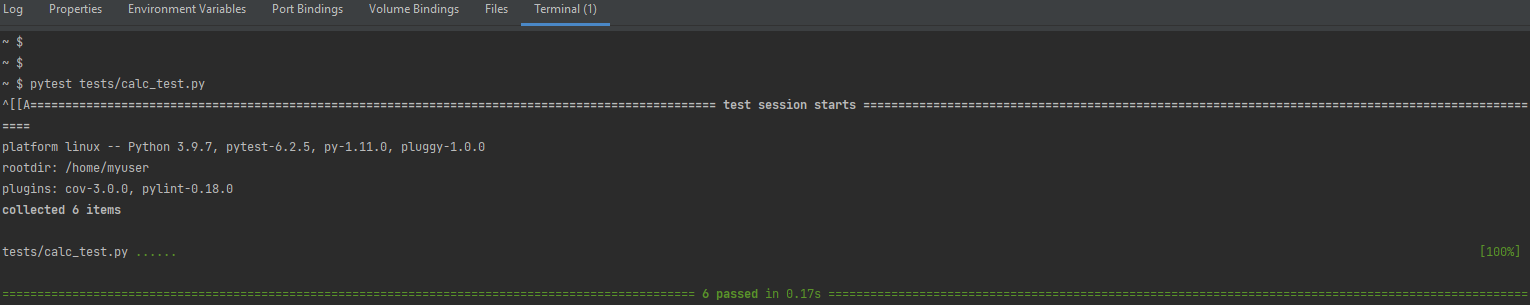 Log Properties Environment Variables Port Bindings Volume Bindings Files Terminal (1)
~ $
~ $
~ $ pytest tests/calc_test.py
^[[A================================================================================================== test session starts ===============================================================================================
====
platform linux -- Python 3.9.7, pytest-6.2.5, py-1.11.0, pluggy-1.0.0
rootdir: /home/myuser
plugins: cov-3.0.0, pylint-0.18.0
collected 6 items
tests/calc_test.py ...... [100%]
=================================================================================================== 6 passed in 0.17s ====================================================================================================